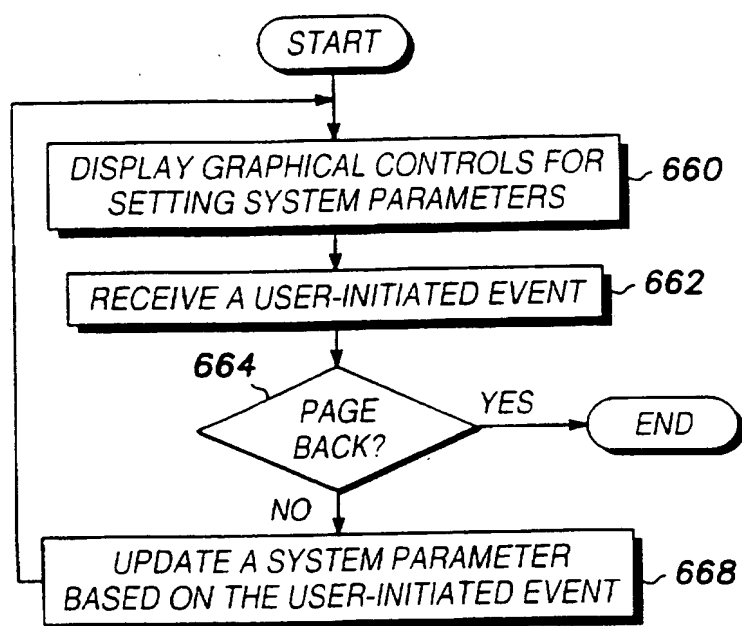 START
DISPLAY GRAPHICAL CONTROLS FOR
SETTING SYSTEM PARAMETERS
660
RECEIVE A USER-INITIATED EVENT
662
664
PAGE
BACK?
YES
END
NO
UPDATE A SYSTEM PARAMETER
BASED ON THE USER-INITIATED EVENT
668